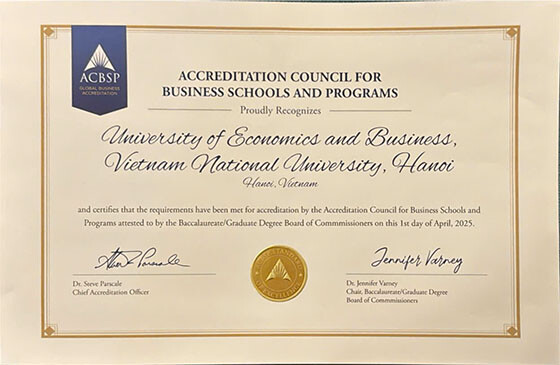 ACBSP
GLOBAL BUSINESS
ACCREDITATION
ACCREDITATION COUNCIL FOR
BUSINESS SCHOOLS AND PROGRAMS
Proudly Recognizes
University of Economics and Business,
Vietnam National University, Hanoi
Hanoi, Vietnam
and certifies that the requirements have been met for accreditation by the Accreditation Council for Business Schools and
Programs attested to by the Baccalaureate/Graduate Degree Board of Commmissioners on this 1st day of April, 2025.
Jennifer Varney
Dr. Steve Parscale
Chief Accreditation Officer
Dr. Jennifer Varney
Chair, Baccalaureate/Graduate Degree
Board of Commmissioners